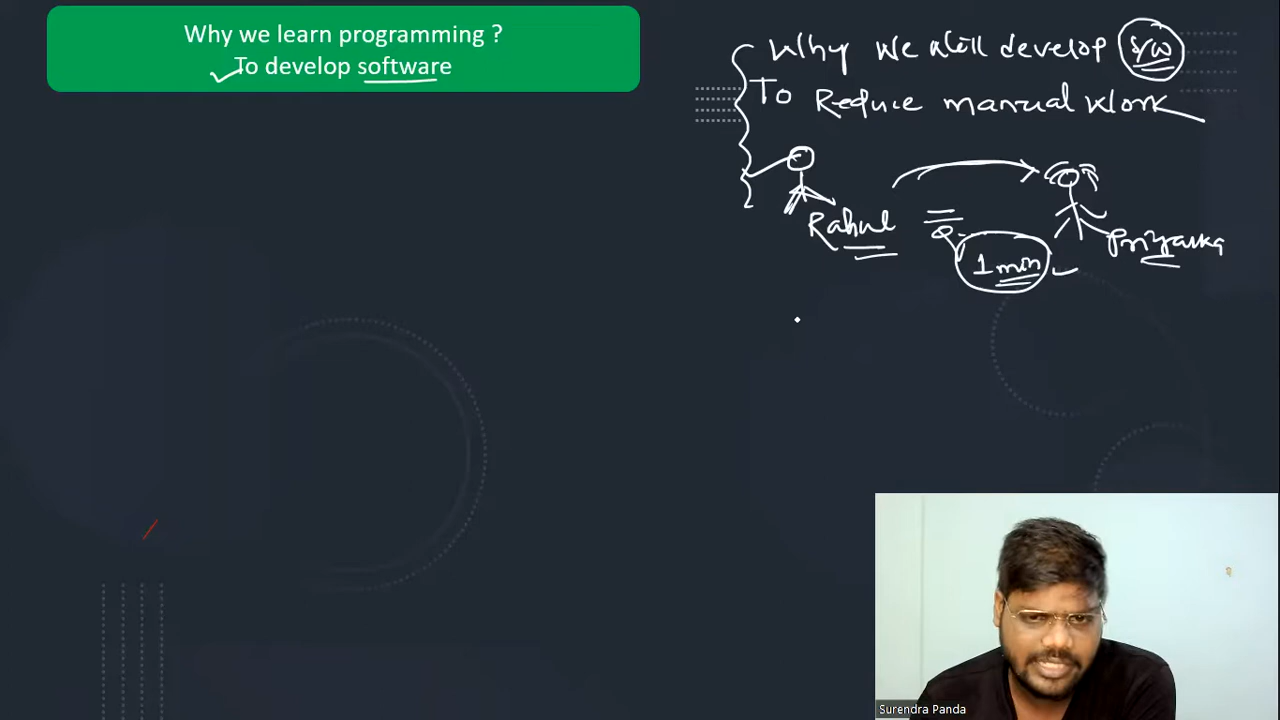 Why we learn programming ?
To develop software
Why we will develop S/W
To Reduce manual work
Rahul
1 min
Priyanka
Surendra Panda